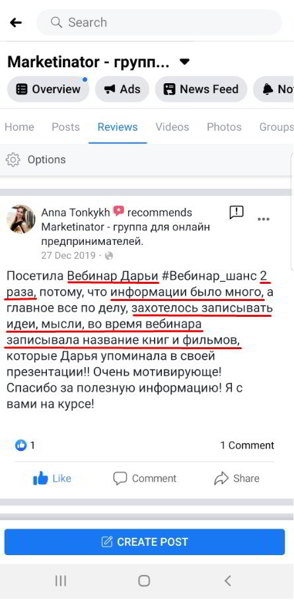 Search
Marketinator - групп...
Overview Ads News Feed No
Home Posts Reviews Videos Photos Groups
Options
Anna Tonkykh recommends
Marketinator - группа для онлайн
предпринимателей.
27 Dec 2019 ·
Посетила Вебинар Дарьи #Вебинар_шанс 2
раза, потому, что информации было много, а
главное все по делу, захотелось записывать
идеи, мысли, во время вебинара
записывала название книг и фильмов,
которые Дарья упоминала в своей
презентации!! Очень мотивирующе!
Спасибо за полезную информацию! Я с
вами на курсе!
1 1 Comment
Like Comment Share
CREATE POST